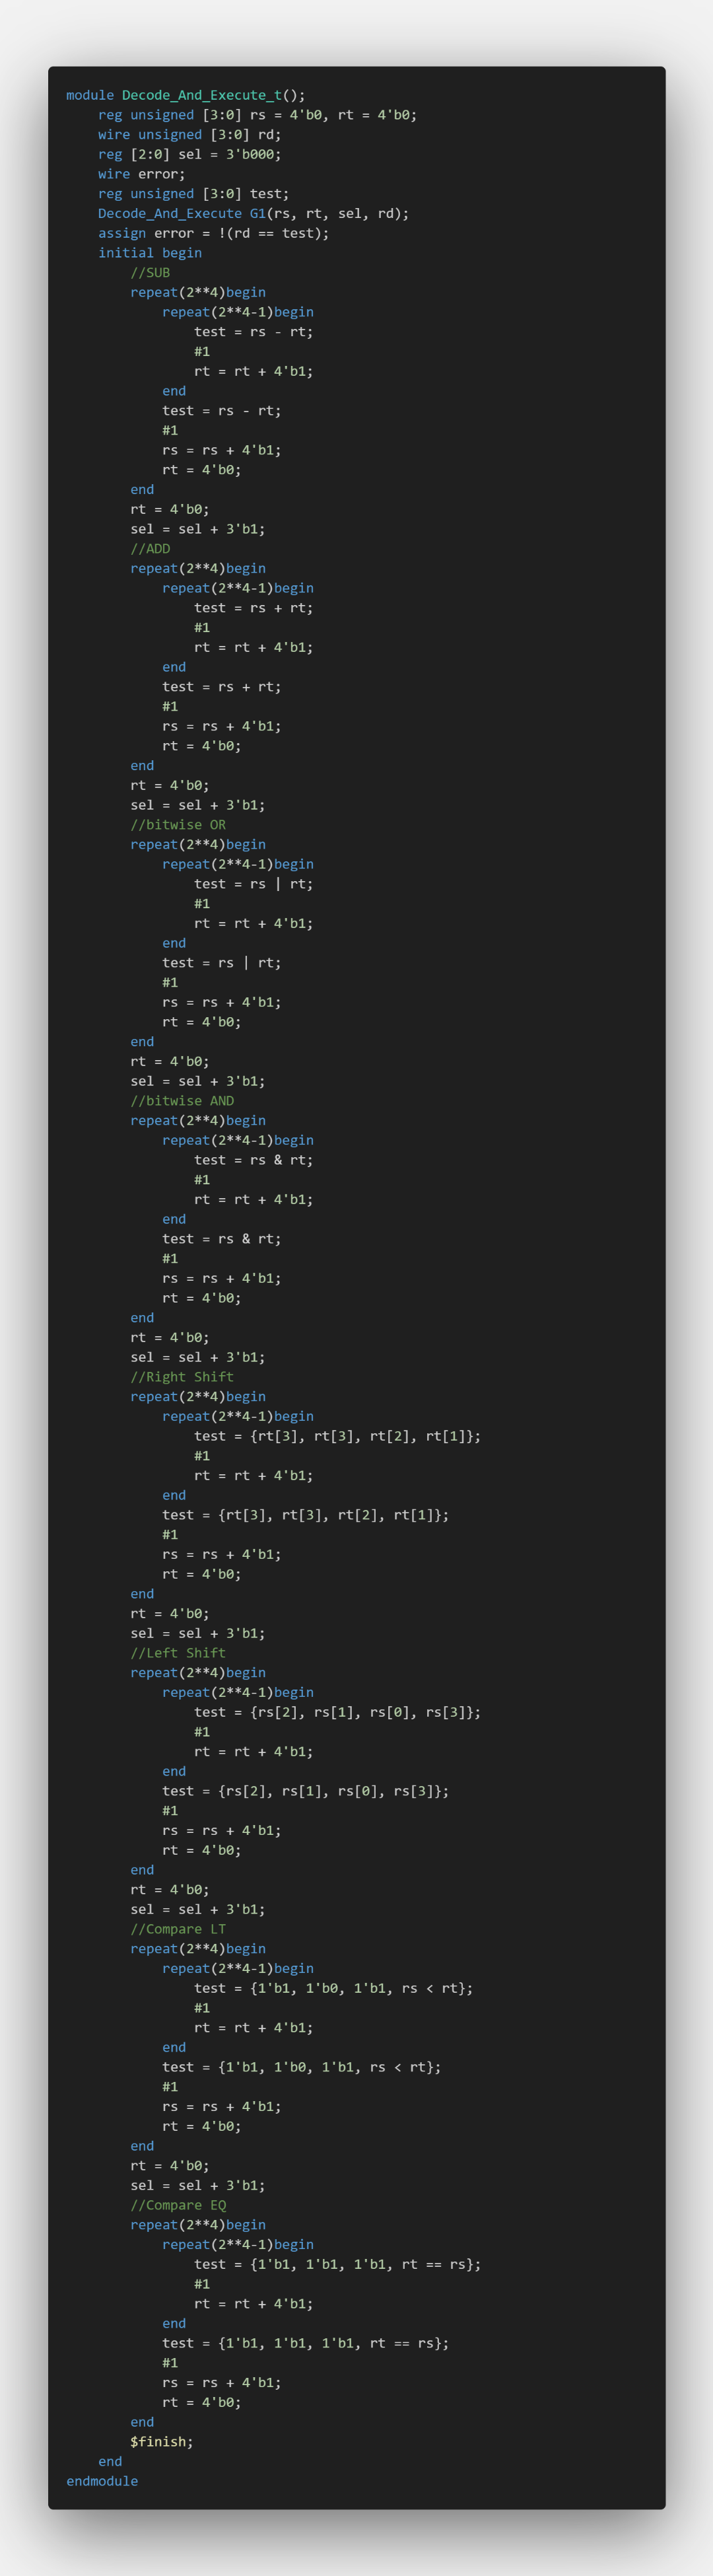 module Decode_And_Execute_t();
    reg unsigned [3:0] rs = 4'b0, rt = 4'b0;
    wire unsigned [3:0] rd;
    reg [2:0] sel = 3'b000;
    wire error;
    reg unsigned [3:0] test;
    Decode_And_Execute G1(rs, rt, sel, rd);
    assign error = !(rd == test);
    initial begin
        //SUB
        repeat(2**4)begin
            repeat(2**4-1)begin
                test = rs - rt;
                #1
                rt = rt + 4'b1;
            end
            test = rs - rt;
            #1
            rs = rs + 4'b1;
            rt = 4'b0;
        end
        rt = 4'b0;
        sel = sel + 3'b1;
        //ADD
        repeat(2**4)begin
            repeat(2**4-1)begin
                test = rs + rt;
                #1
                rt = rt + 4'b1;
            end
            test = rs + rt;
            #1
            rs = rs + 4'b1;
            rt = 4'b0;
        end
        rt = 4'b0;
        sel = sel + 3'b1;
        //bitwise OR
        repeat(2**4)begin
            repeat(2**4-1)begin
                test = rs | rt;
                #1
                rt = rt + 4'b1;
            end
            test = rs | rt;
            #1
            rs = rs + 4'b1;
            rt = 4'b0;
        end
        rt = 4'b0;
        sel = sel + 3'b1;
        //bitwise AND
        repeat(2**4)begin
            repeat(2**4-1)begin
                test = rs & rt;
                #1
                rt = rt + 4'b1;
            end
            test = rs & rt;
            #1
            rs = rs + 4'b1;
            rt = 4'b0;
        end
        rt = 4'b0;
        sel = sel + 3'b1;
        //Right Shift
        repeat(2**4)begin
            repeat(2**4-1)begin
                test = {rt[3], rt[3], rt[2], rt[1]};
                #1
                rt = rt + 4'b1;
            end
            test = {rt[3], rt[3], rt[2], rt[1]};
            #1
            rs = rs + 4'b1;
            rt = 4'b0;
        end
        rt = 4'b0;
        sel = sel + 3'b1;
        //Left Shift
        repeat(2**4)begin
            repeat(2**4-1)begin
                test = {rs[2], rs[1], rs[0], rs[3]};
                #1
                rt = rt + 4'b1;
            end
            test = {rs[2], rs[1], rs[0], rs[3]};
            #1
            rs = rs + 4'b1;
            rt = 4'b0;
        end
        rt = 4'b0;
        sel = sel + 3'b1;
        //Compare LT
        repeat(2**4)begin
            repeat(2**4-1)begin
                test = {1'b1, 1'b0, 1'b1, rs < rt};
                #1
                rt = rt + 4'b1;
            end
            test = {1'b1, 1'b0, 1'b1, rs < rt};
            #1
            rs = rs + 4'b1;
            rt = 4'b0;
        end
        rt = 4'b0;
        sel = sel + 3'b1;
        //Compare EQ
        repeat(2**4)begin
            repeat(2**4-1)begin
                test = {1'b1, 1'b1, 1'b1, rt == rs};
                #1
                rt = rt + 4'b1;
            end
            test = {1'b1, 1'b1, 1'b1, rt == rs};
            #1
            rs = rs + 4'b1;
            rt = 4'b0;
        end
        $finish;
    end
endmodule